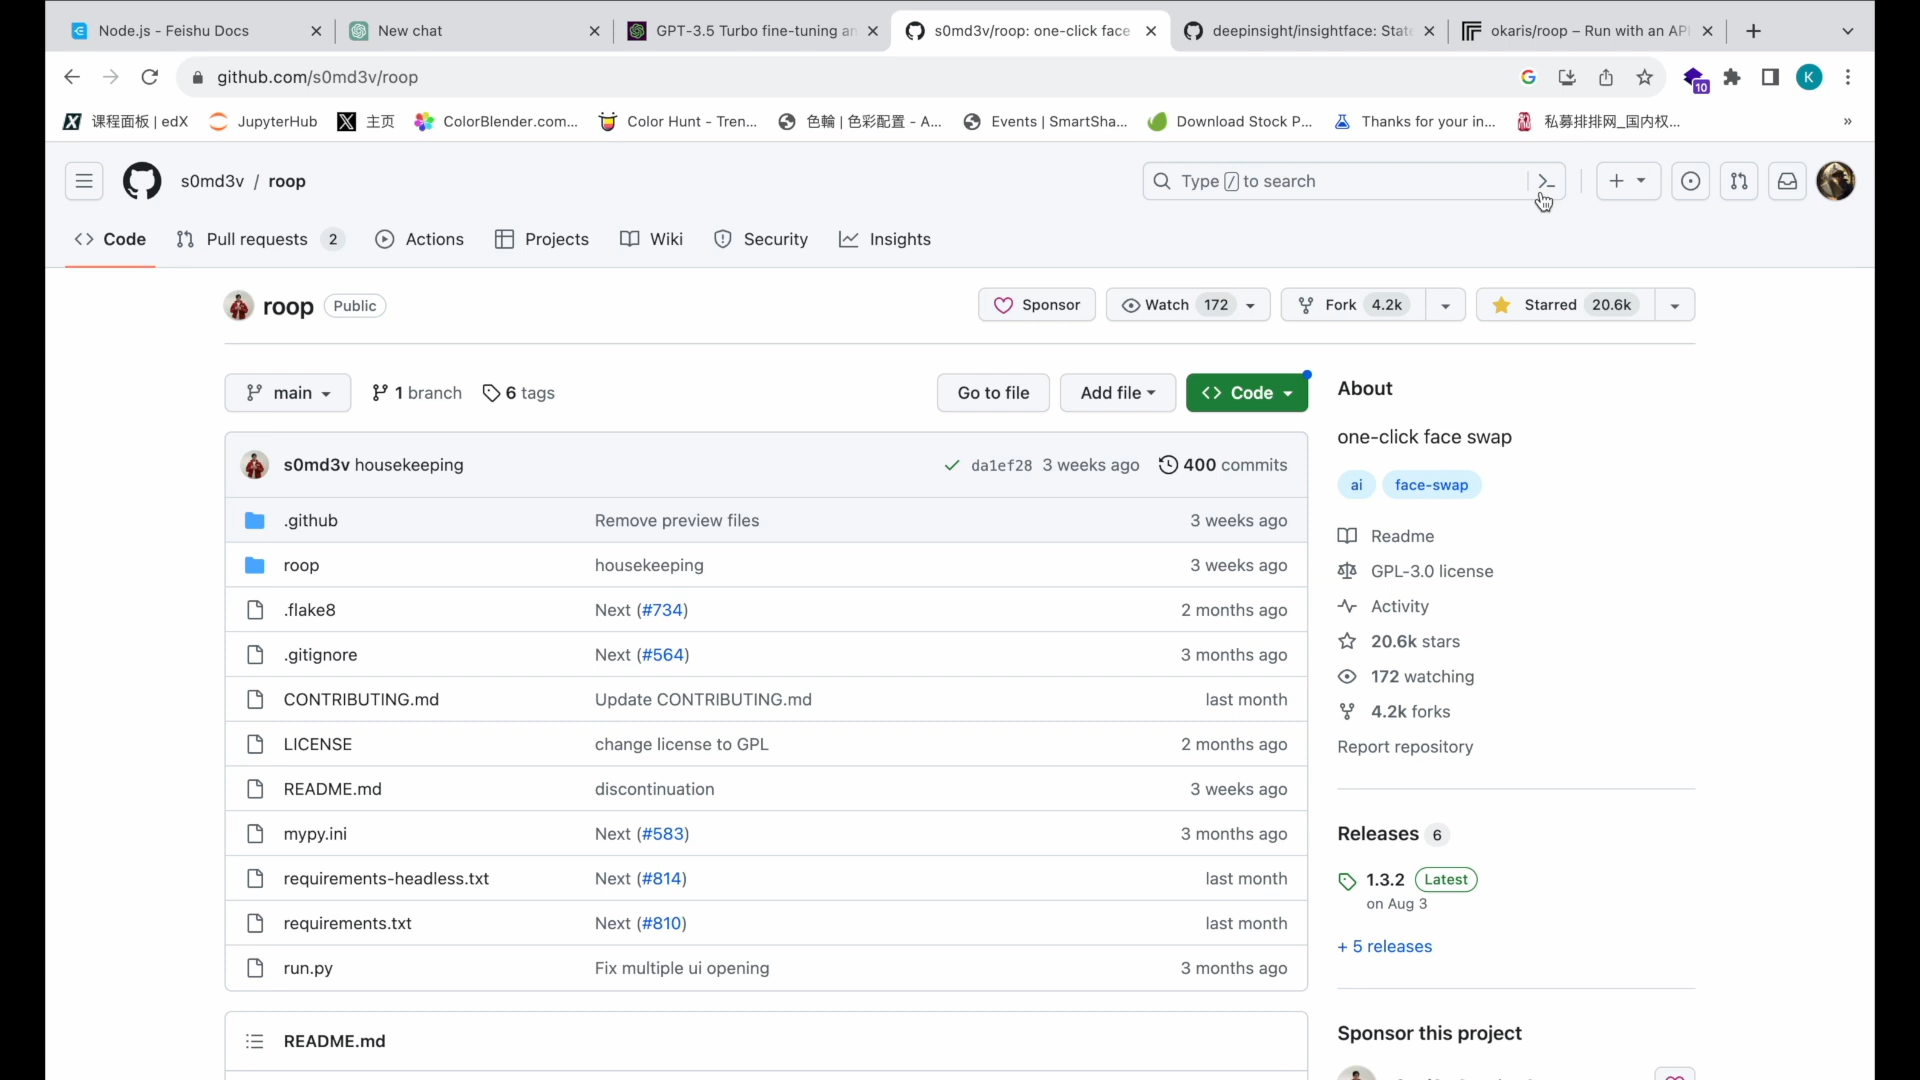 Node.js - Feishu Docs
New chat
GPT-3.5 Turbo fine-tuning an
s0md3v/roop: one-click face
deepinsight/insightface: State
okaris/roop – Run with an API
github.com/s0md3v/roop
10
K
课程面板 | edX
JupyterHub
主页
ColorBlender.com...
Color Hunt - Tren...
色輪 | 色彩配置 - A...
Events | SmartSha...
Download Stock P...
Thanks for your in...
私募排排网_国内权...
»
s0md3v / roop
Type / to search
Code
Pull requests 2
Actions
Projects
Wiki
Security
Insights
roop Public
Sponsor
Watch 172
Fork 4.2k
Starred 20.6k
main
1 branch
6 tags
Go to file
Add file
Code
s0md3v housekeeping
da1ef28 3 weeks ago
400 commits
.github Remove preview files 3 weeks ago
roop housekeeping 3 weeks ago
.flake8 Next (#734) 2 months ago
.gitignore Next (#564) 3 months ago
CONTRIBUTING.md Update CONTRIBUTING.md last month
LICENSE change license to GPL 2 months ago
README.md discontinuation 3 weeks ago
mypy.ini Next (#583) 3 months ago
requirements-headless.txt Next (#814) last month
requirements.txt Next (#810) last month
run.py Fix multiple ui opening 3 months ago
README.md
About
one-click face swap
ai face-swap
Readme
GPL-3.0 license
Activity
20.6k stars
172 watching
4.2k forks
Report repository
Releases 6
1.3.2 Latest
on Aug 3
+ 5 releases
Sponsor this project